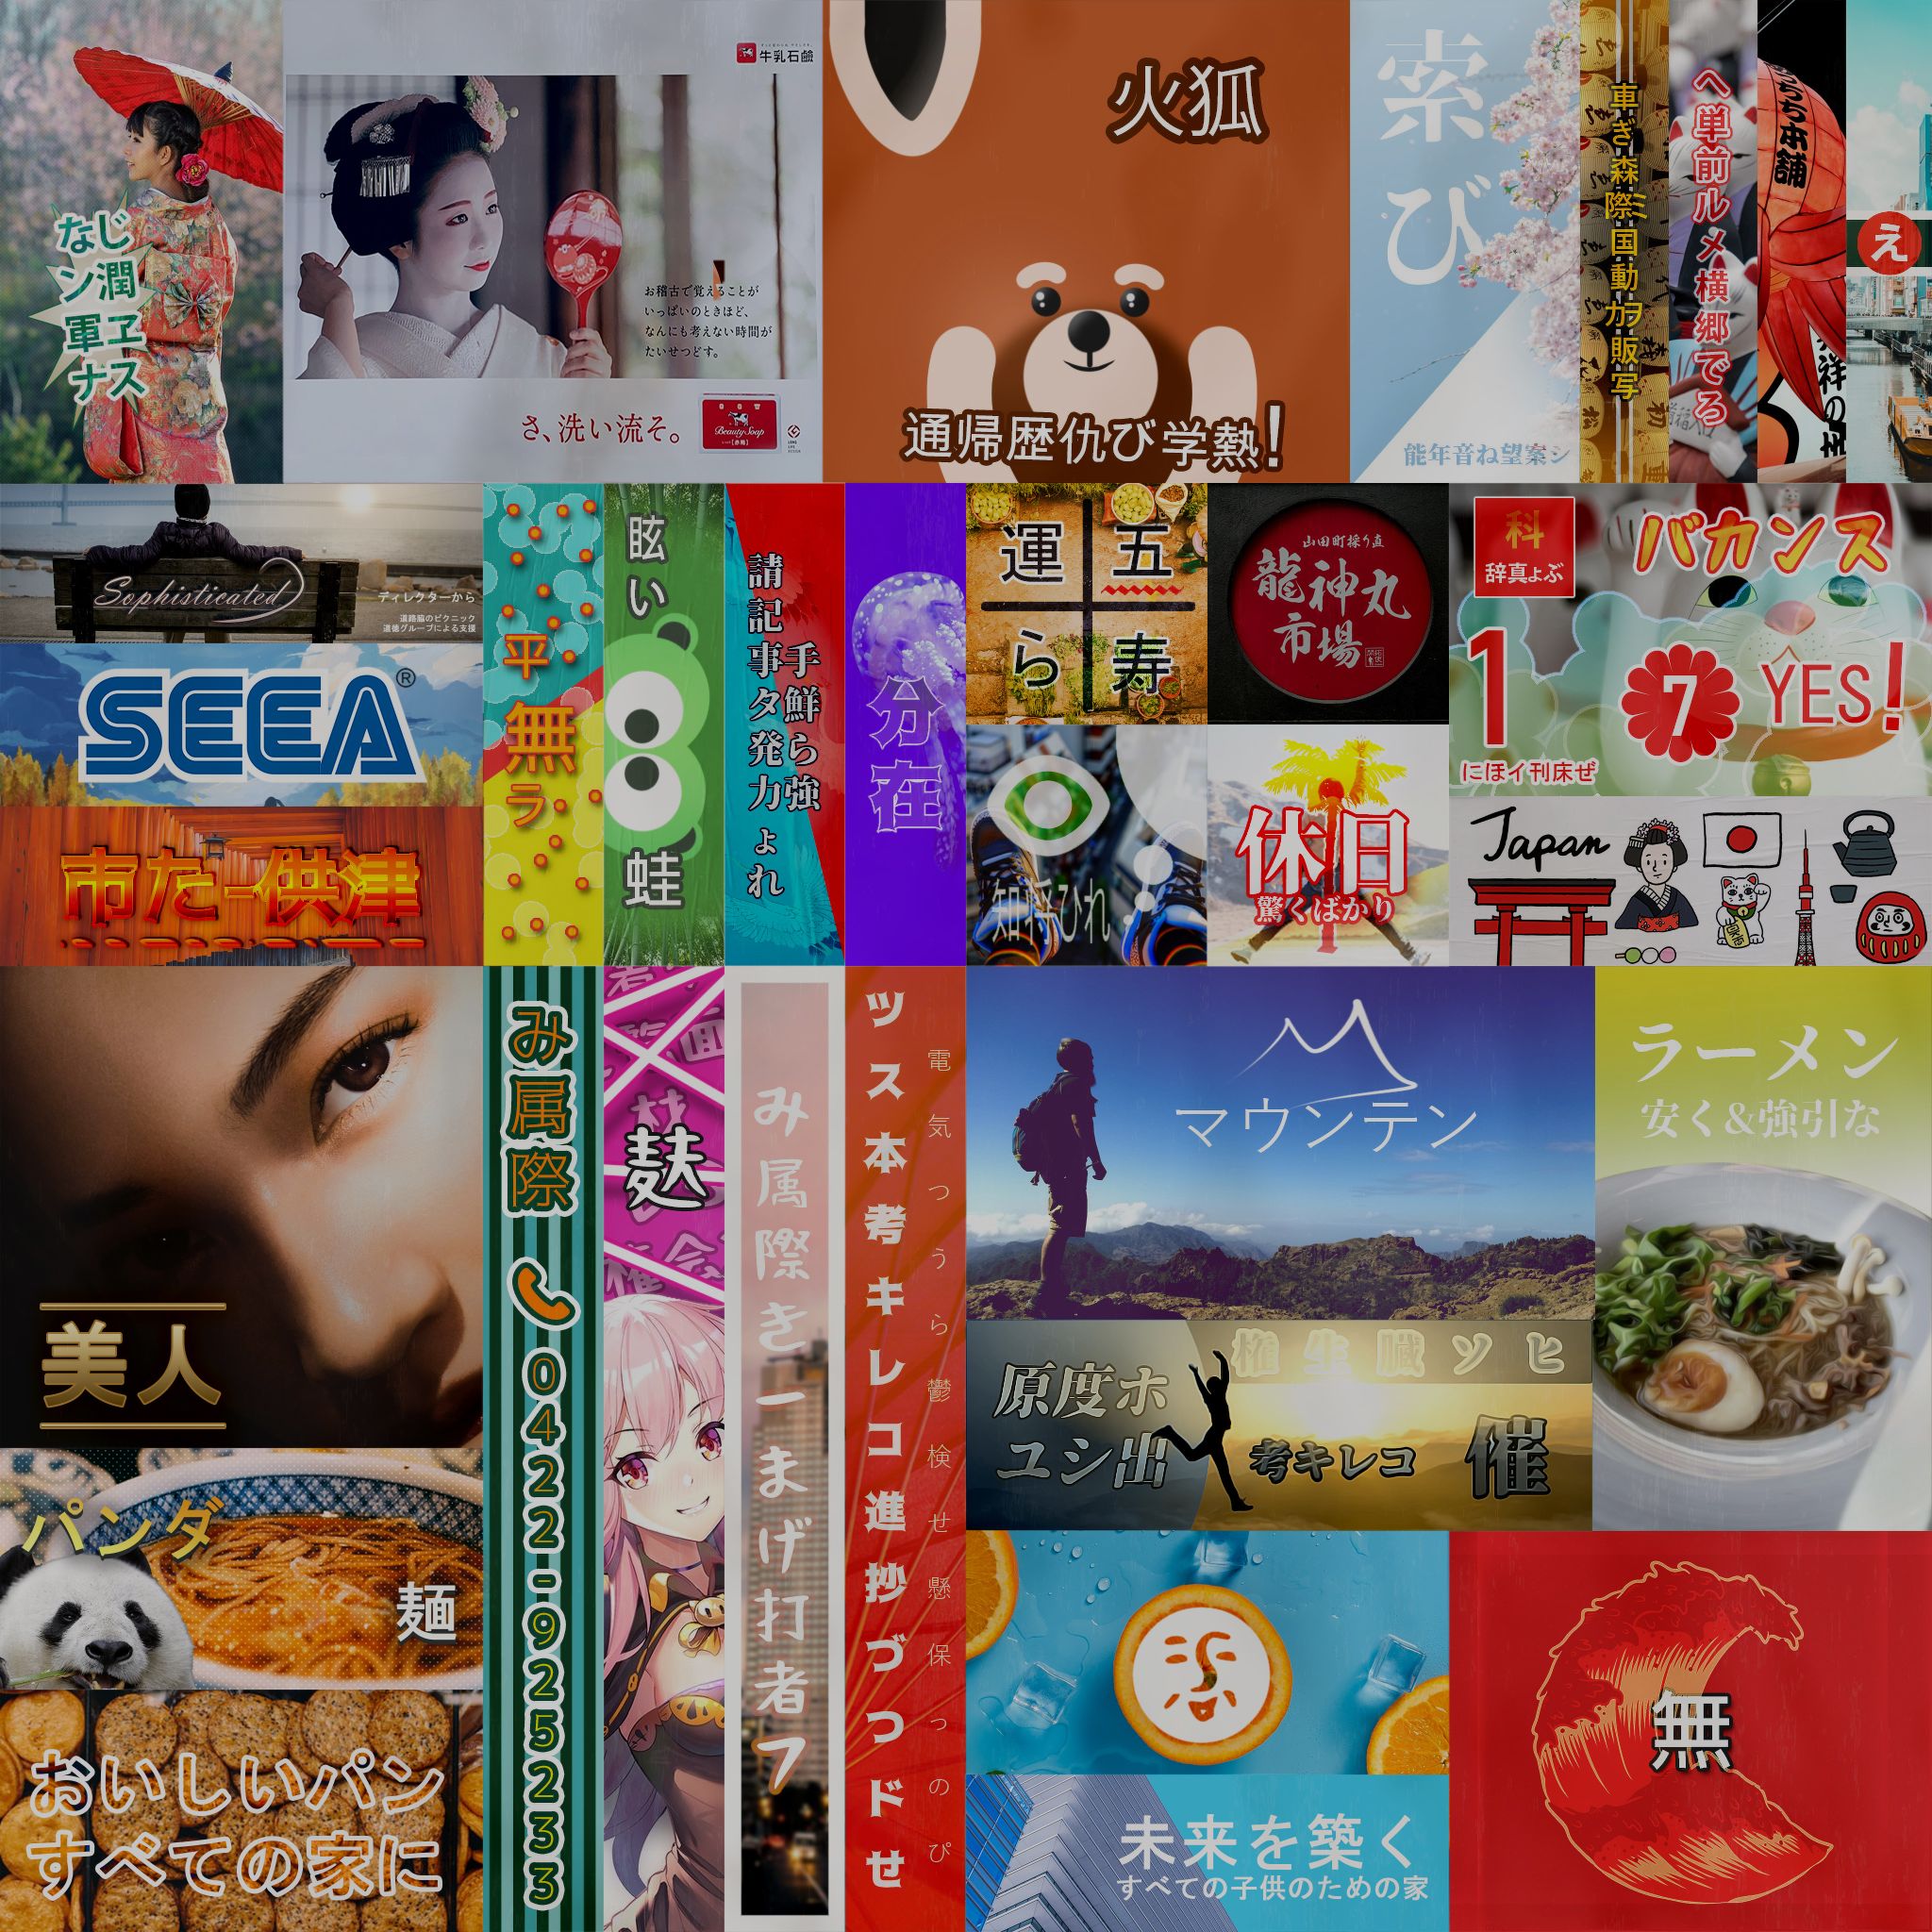 なじ
ン潤
軍ヱ
ナス
牛乳石鹸
お稽古で覚えることが
いっぱいのときほど、
なんにも考えない時間が
たいせつどす。
さ、洗い流そ。
COW
Beauty Soap
火狐
通帰歴仇び学熱!
索び
能年音ね望案シ
車ぎ森際ミ国動カヲ販写
へ単前ルメ横郷でろ
ちち本舗
祥の
え
Sophisticated
ディレクターから
道路脇のピクニック
道徳グループによる支援
SEEA®
市たー供津
平無ラ
眩い
蛙
請記事タ発力ょれ
手鮮ら強
分在
運五
ら寿
山田町採り直
龍神丸
市場
科
辞真ょぶ
バカンス
1
7
YES!
にほイ刊床ぜ
知将ひれ
休日
驚くばかり
Japan
美人
み属際
0422-925233
麩
み属際き一まげ打者フ
ツス本考キレコ進抄づつドせ
電気つうら鬱検せ懸保っのぴ
マウンテン
ラーメン
安く&強引な
原度ホ
ユシ出
権生臓ソヒ
考キレコ
催
パンダ
麺
おいしいパン
すべての家に
未来を築く
すべての子供のための家
無